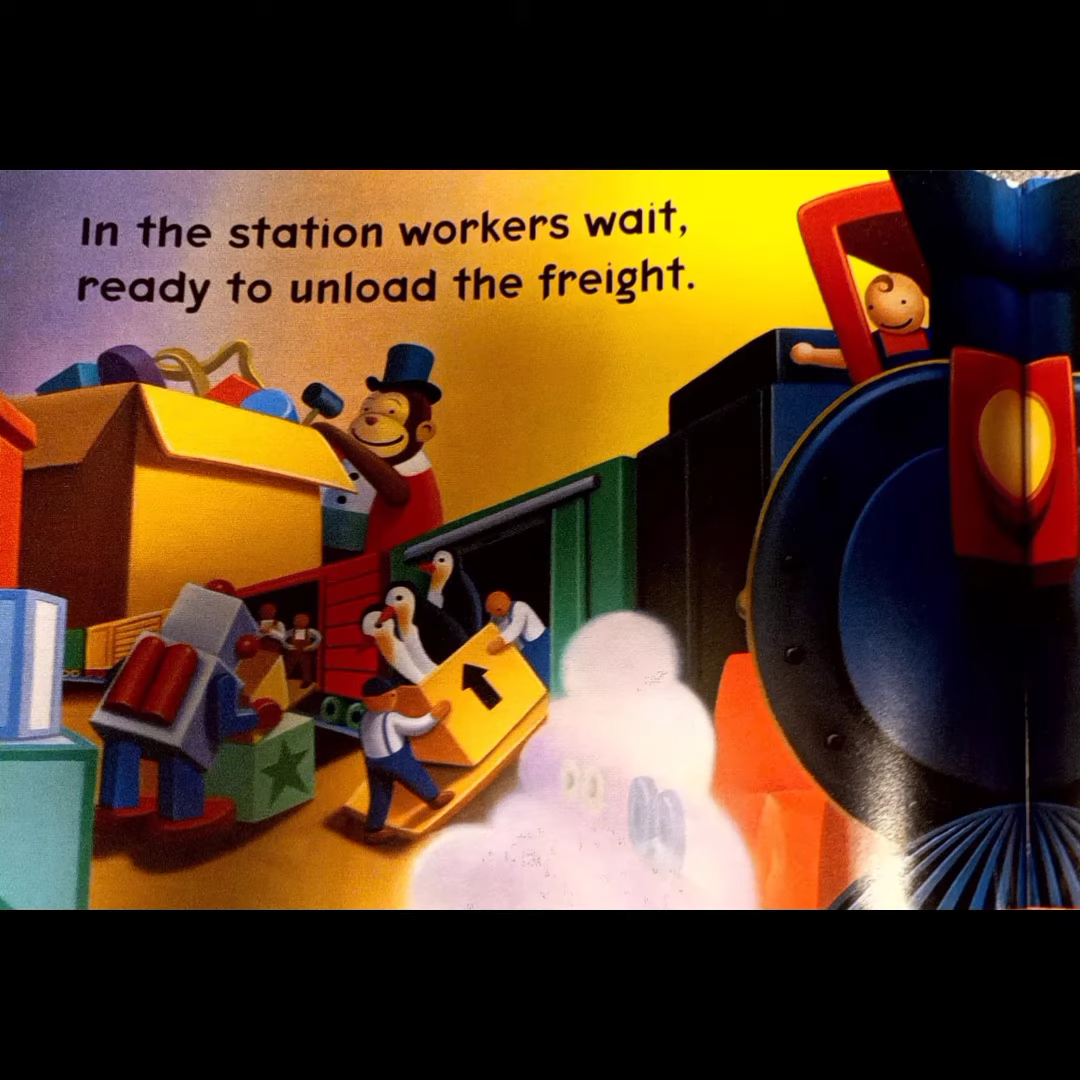 In the station workers wait,
ready to unload the freight.